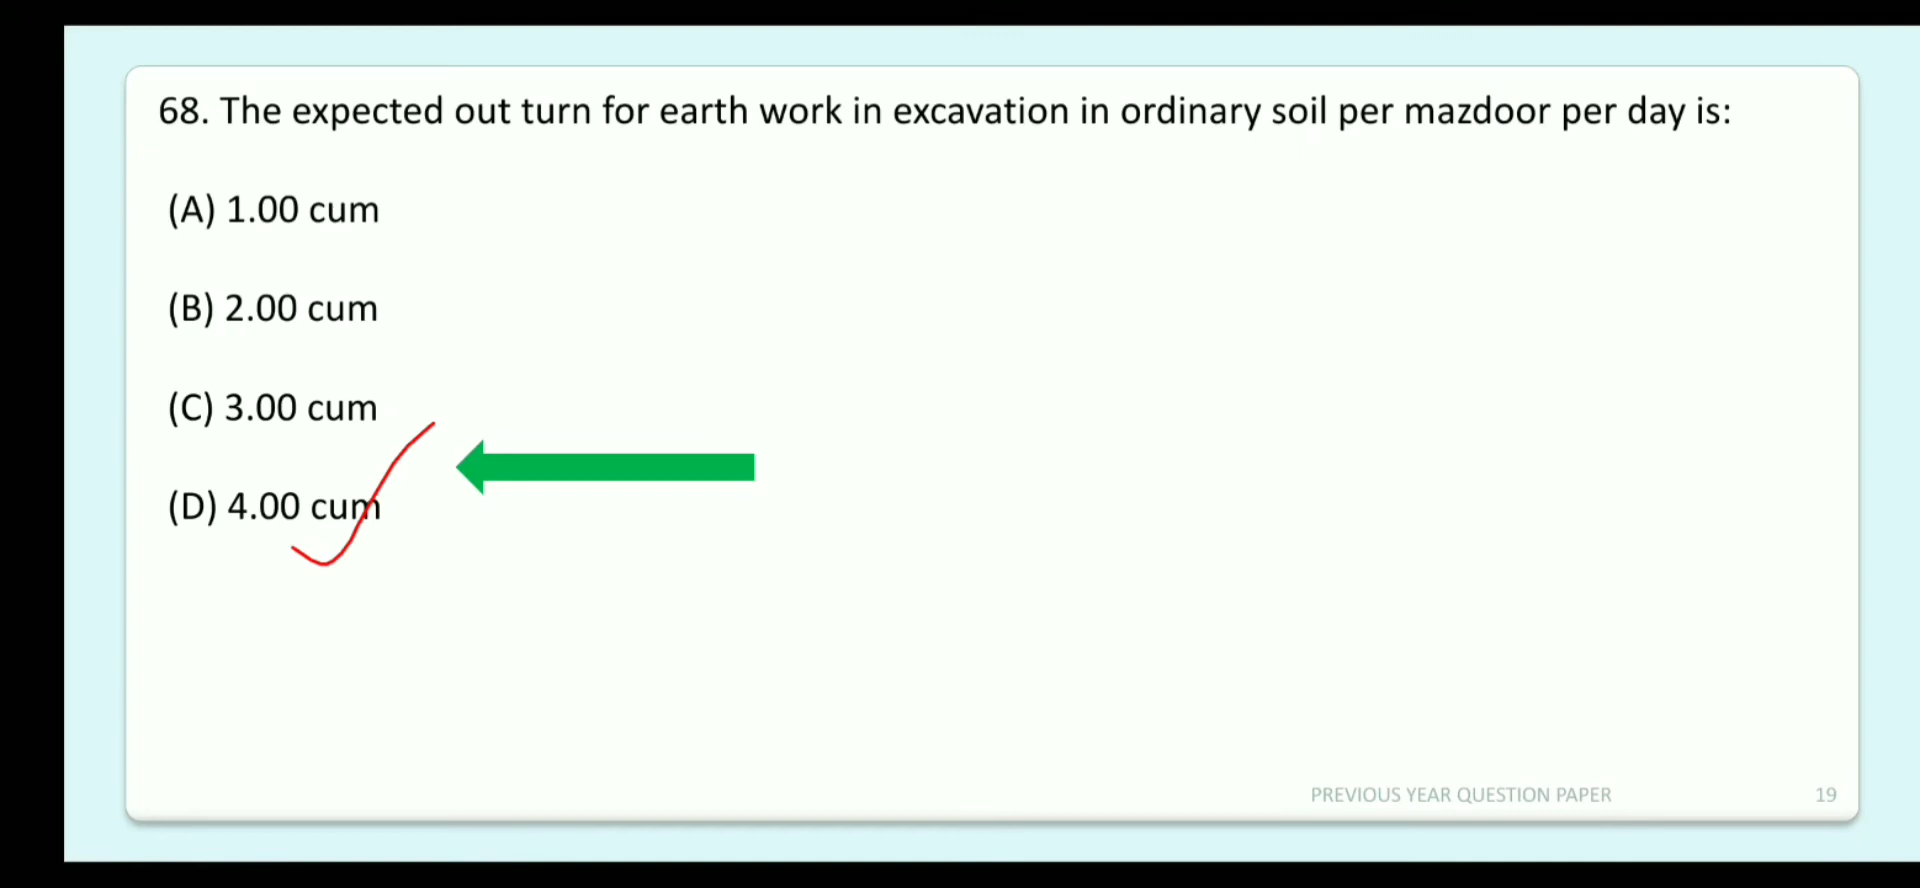 68. The expected out turn for earth work in excavation in ordinary soil per mazdoor per day is:
(A) 1.00 cum
(B) 2.00 cum
(C) 3.00 cum
(D) 4.00 cum
PREVIOUS YEAR QUESTION PAPER 19